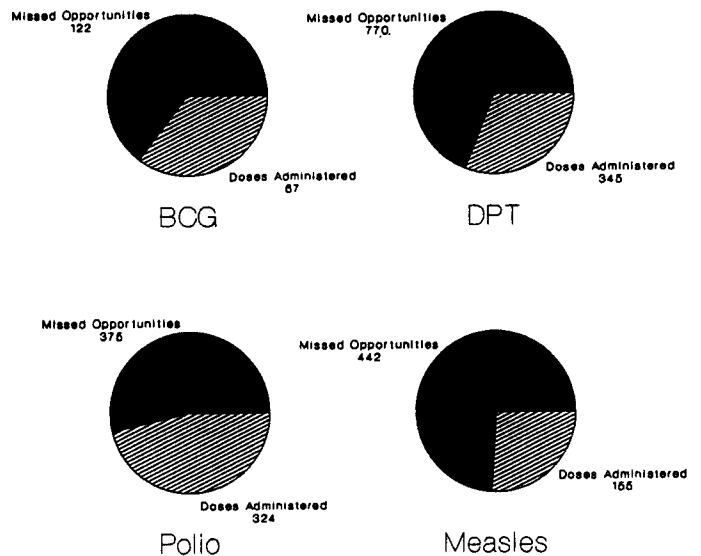 Missed Opportunities
122
Doses Administered
67
BCG
Missed Opportunities
770
Doses Administered
345
DPT
Missed Opportunities
375
Doses Administered
324
Polio
Missed Opportunities
442
Doses Administered
155
Measles